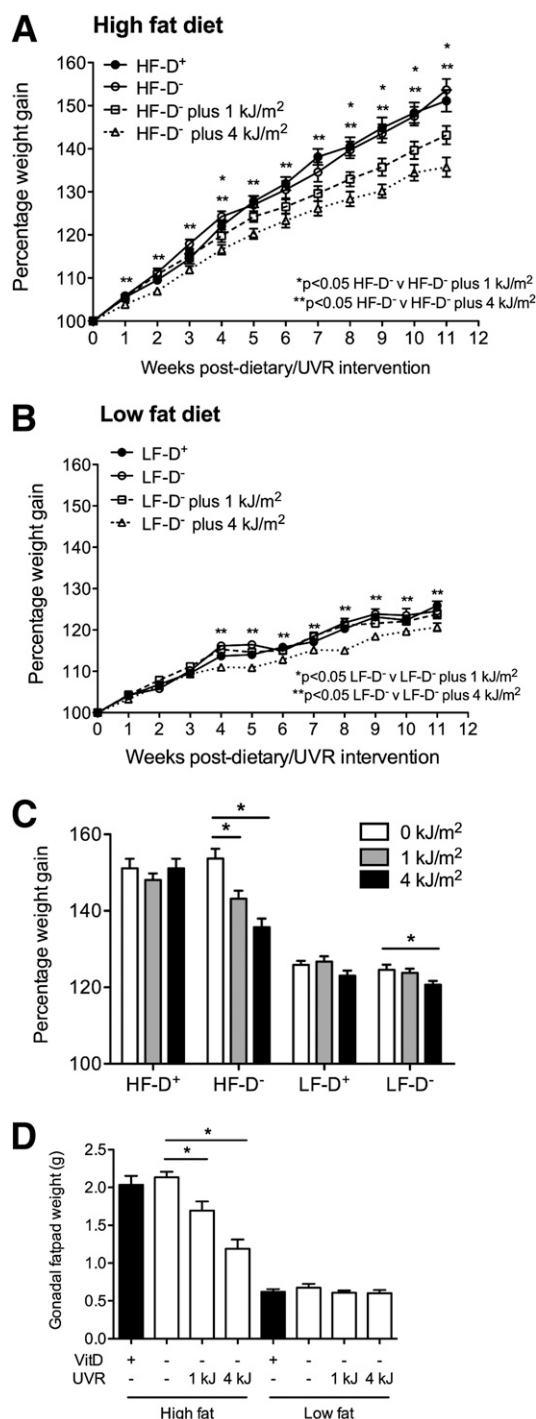 A
High fat diet
HF-D⁺
HF-D⁻
HF-D⁻ plus 1 kJ/m²
HF-D⁻ plus 4 kJ/m²
Percentage weight gain
160
150
140
130
120
110
100
** ** ** * ** ** ** ** * ** * ** * ** * **
*p<0.05 HF-D⁻ v HF-D⁻ plus 1 kJ/m²
**p<0.05 HF-D⁻ v HF-D⁻ plus 4 kJ/m²
0 1 2 3 4 5 6 7 8 9 10 11 12
Weeks post-dietary/UVR intervention
B
Low fat diet
LF-D⁺
LF-D⁻
LF-D⁻ plus 1 kJ/m²
LF-D⁻ plus 4 kJ/m²
Percentage weight gain
160
150
140
130
120
110
100
** ** ** ** ** ** ** **
*p<0.05 LF-D⁻ v LF-D⁻ plus 1 kJ/m²
**p<0.05 LF-D⁻ v LF-D⁻ plus 4 kJ/m²
0 1 2 3 4 5 6 7 8 9 10 11 12
Weeks post-dietary/UVR intervention
C
Percentage weight gain
160
140
120
100
*
*
*
0 kJ/m²
1 kJ/m²
4 kJ/m²
HF-D⁺ HF-D⁻ LF-D⁺ LF-D⁻
D
Gonadal fatpad weight (g)
2.5
2.0
1.5
1.0
0.5
0.0
*
*
VitD + - - - + - - -
UVR - - 1 kJ 4 kJ - - 1 kJ 4 kJ
High fat Low fat